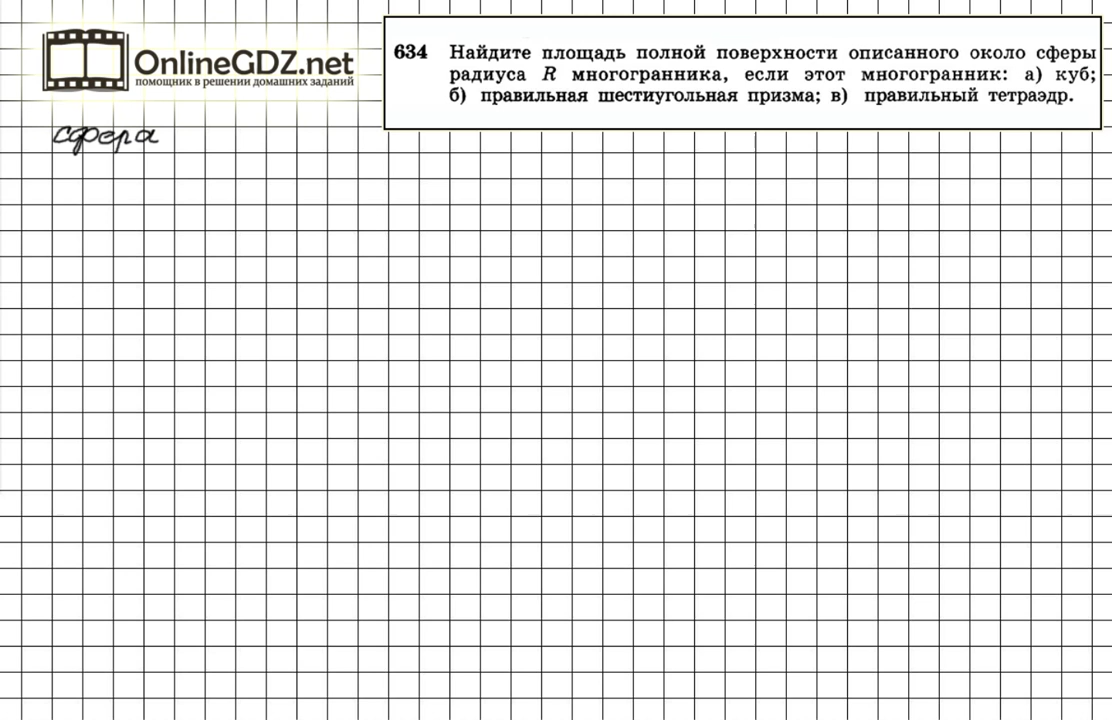 OnlineGDZ.net
помощник в решении домашних заданий
634 Найдите площадь полной поверхности описанного около сферы
радиуса R многогранника, если этот многогранник: а) куб;
б) правильная шестиугольная призма; в) правильный тетраэдр.
сфера